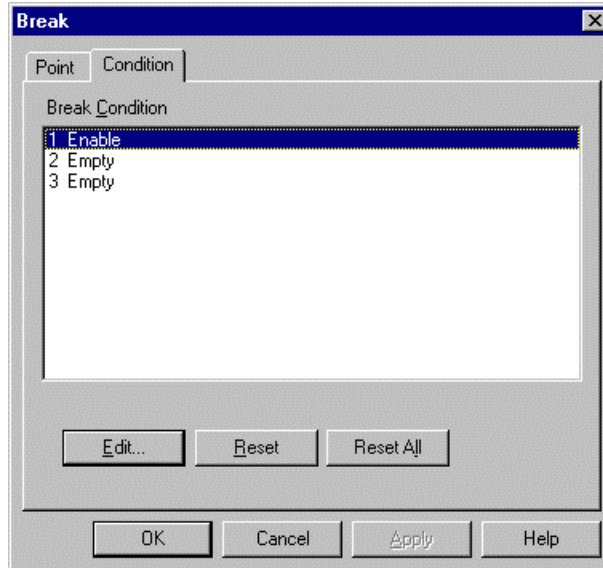 Break
Point Condition
Break Condition
1 Enable
2 Empty
3 Empty
Edit... Reset Reset All
OK Cancel Apply Help